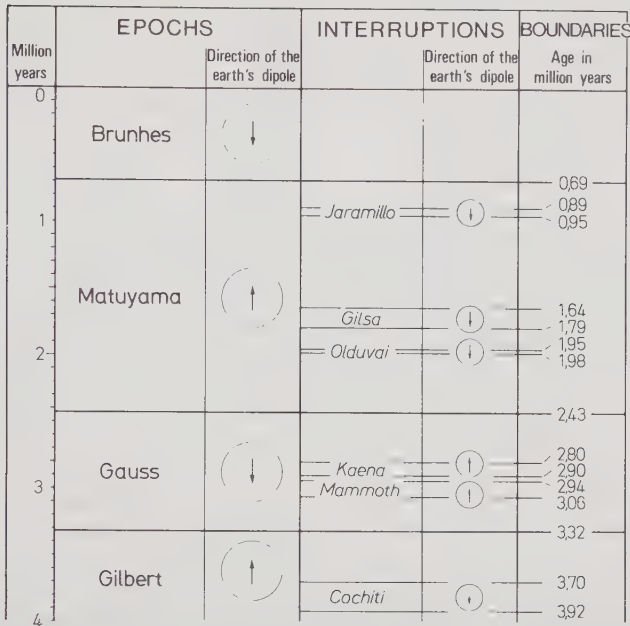 EPOCHS INTERRUPTIONS BOUNDARIES
Million years
Direction of the earth's dipole
Direction of the earth's dipole
Age in million years
0
Brunhes
0,69
Jaramillo
0,89
0,95
1
Matuyama
1,64
Gilsa
1,79
1,95
Olduvai
1,98
2
2,43
2,80
Gauss
Kaena
2,90
3
Mammoth
2,94
3,06
3,32
Gilbert
3,70
Cochiti
3,92
4